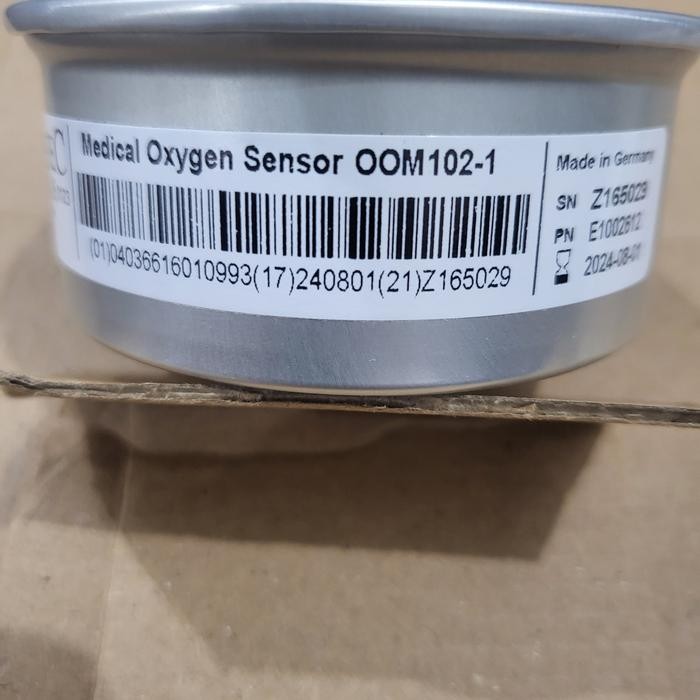 Medical Oxygen Sensor OOM102-1
(01)04036616010993(17)240801(21)Z165029
Made in Germany
SN Z165029
PN E1002612
2024-08-01